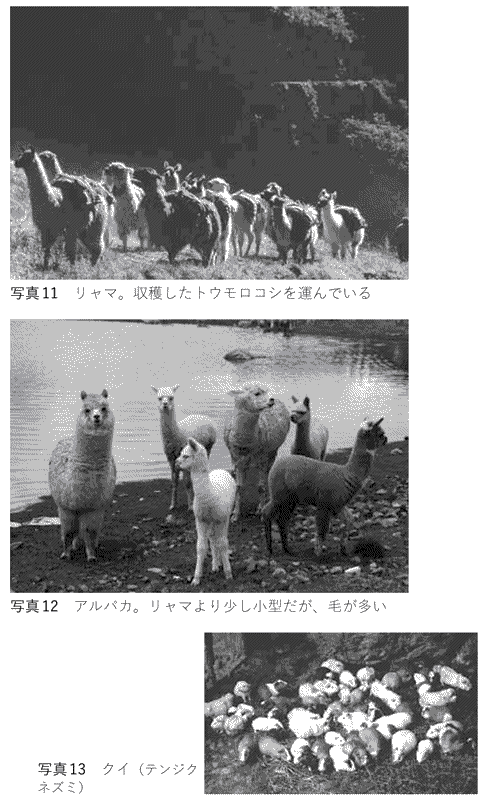 写真11　リャマ。収穫したトウモロコシを運んでいる
写真12　アルパカ。リャマより少し小型だが、毛が多い
写真13　クイ（テンジク
ネズミ）